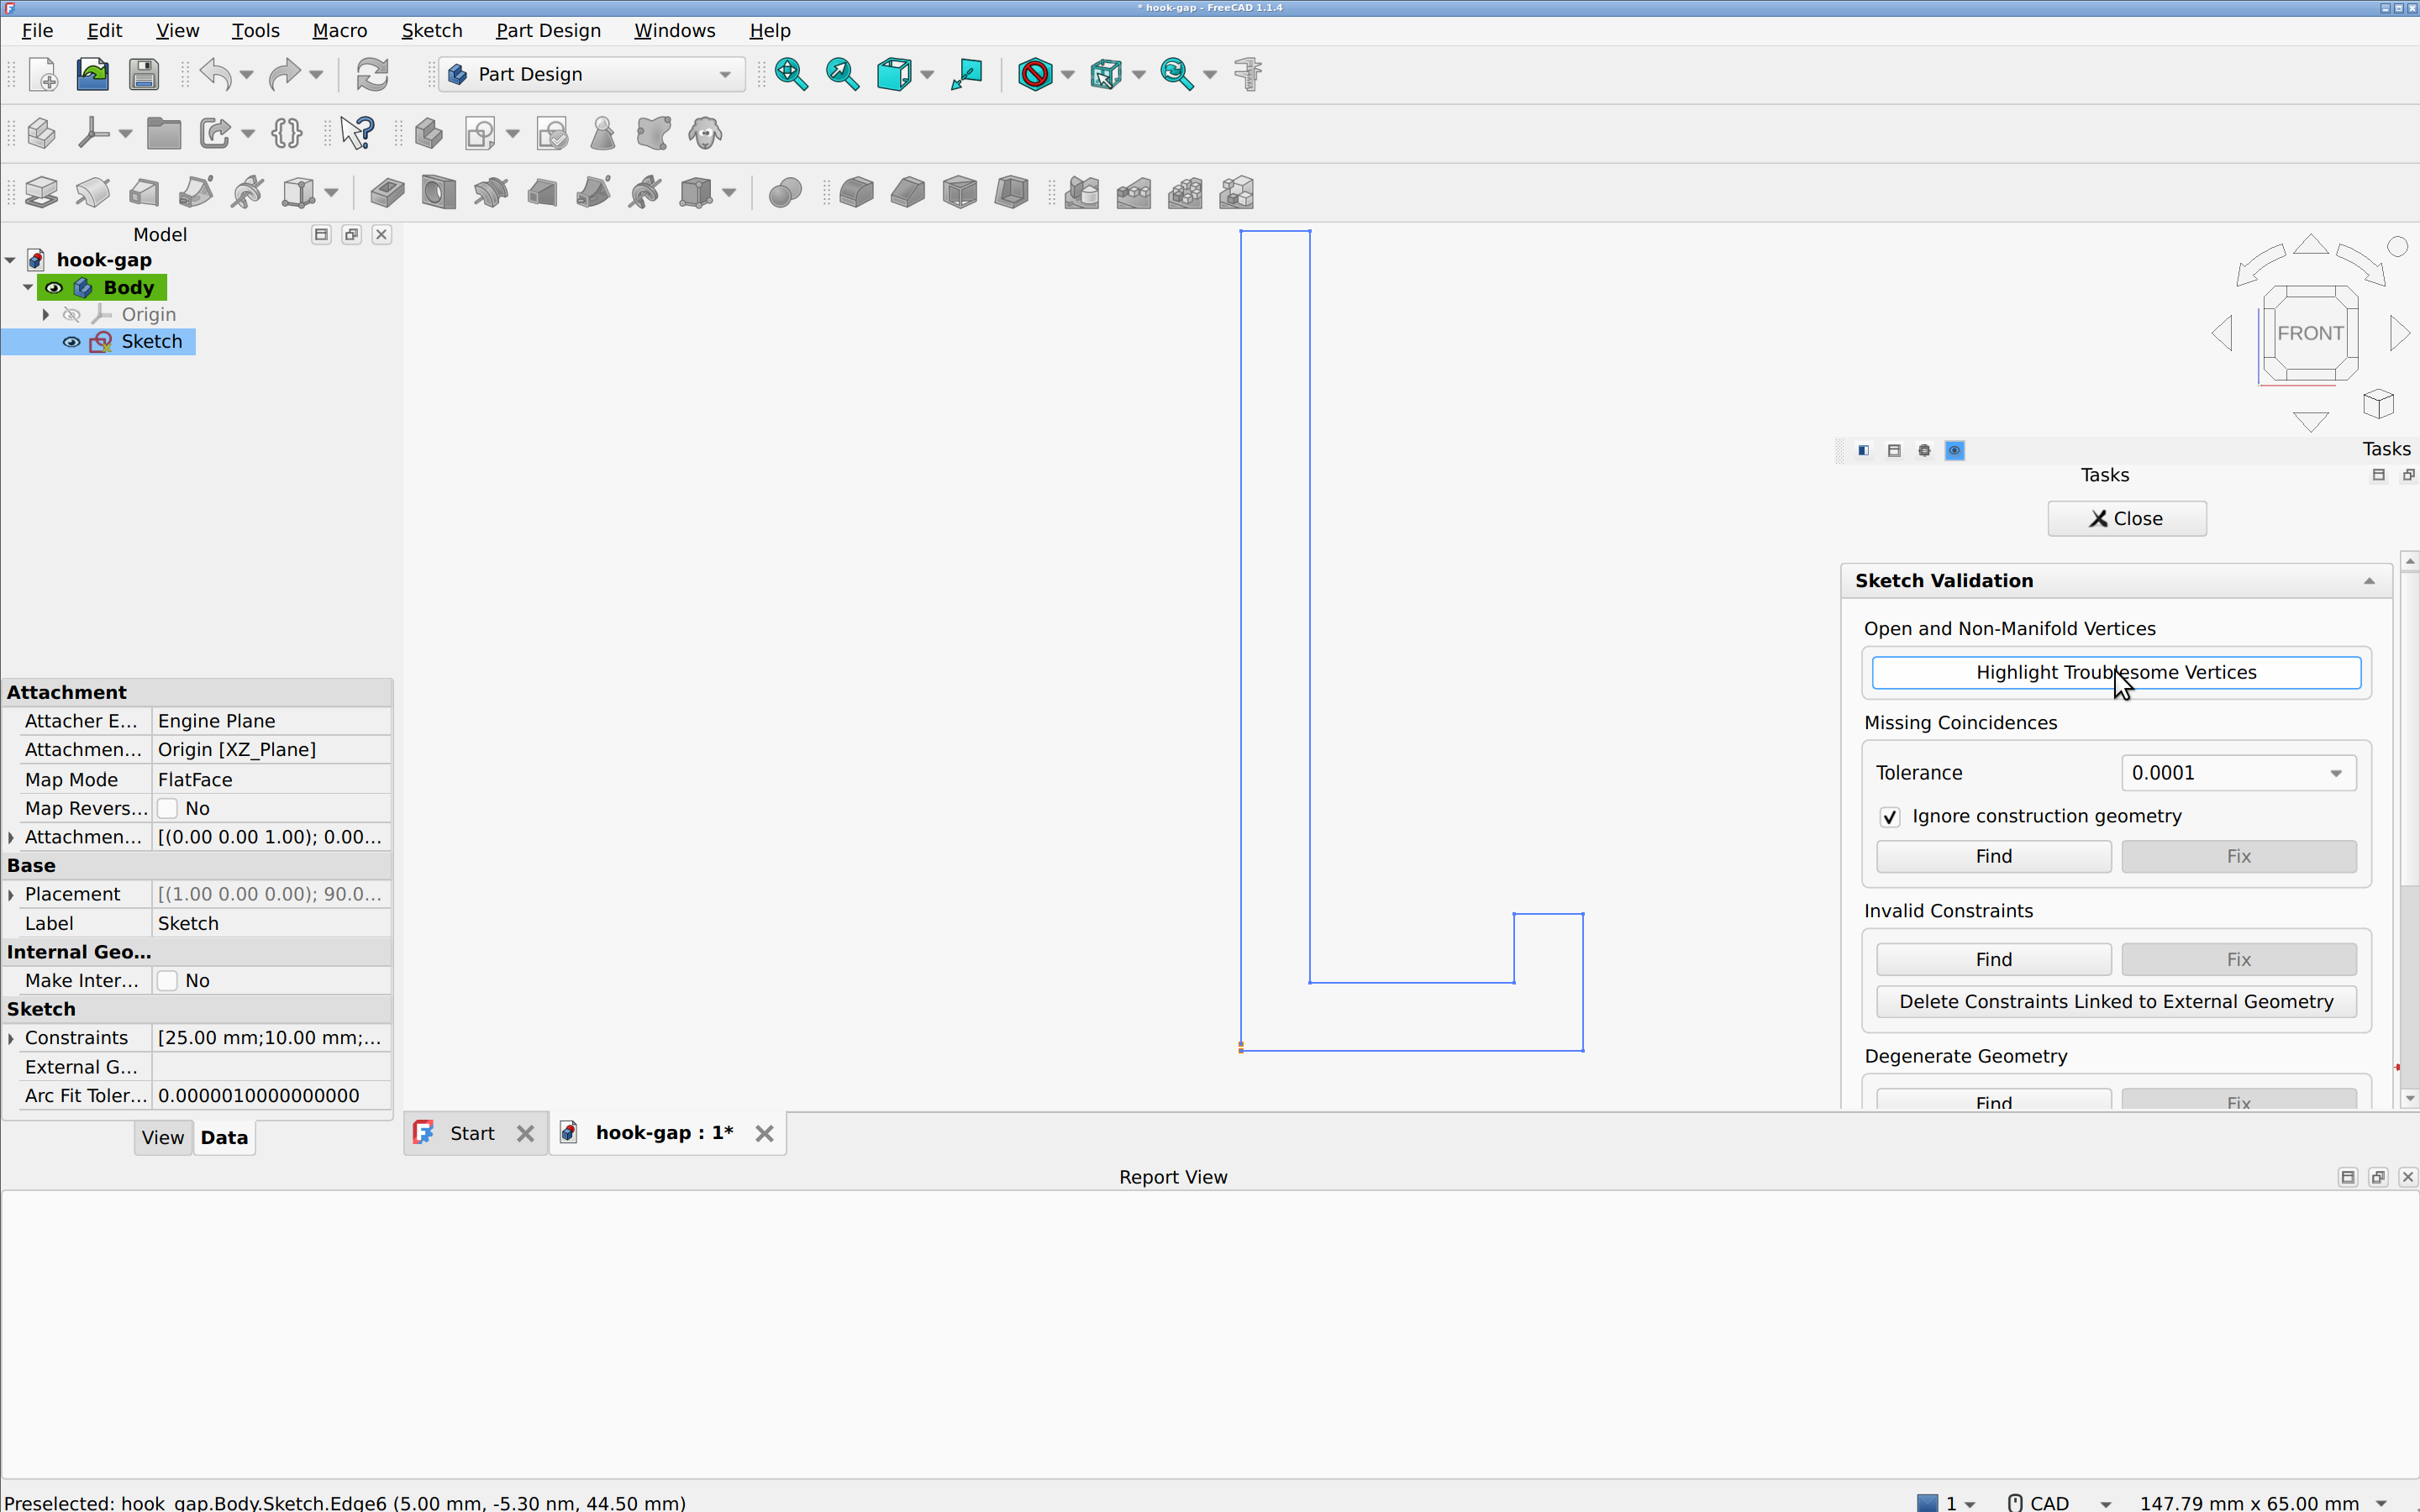 * hook-gap - FreeCAD 1.1.4
File Edit View Tools Macro Sketch Part Design Windows Help
Part Design
Model
hook-gap
Body
Origin
Sketch
FRONT
Tasks
Tasks
Close
Sketch Validation
Open and Non-Manifold Vertices
Highlight Troublesome Vertices
Missing Coincidences
Tolerance 0.0001
Ignore construction geometry
Find Fix
Invalid Constraints
Find Fix
Delete Constraints Linked to External Geometry
Degenerate Geometry
Find Fix
Attachment
Attacher E... Engine Plane
Attachmen... Origin [XZ_Plane]
Map Mode FlatFace
Map Revers... No
Attachmen... [(0.00 0.00 1.00); 0.00...
Base
Placement [(1.00 0.00 0.00); 90.0...
Label Sketch
Internal Geo...
Make Inter... No
Sketch
Constraints [25.00 mm;10.00 mm;...
External G...
Arc Fit Toler... 0.0000010000000000
View Data
Start hook-gap : 1*
Report View
Preselected: hook_gap.Body.Sketch.Edge6 (5.00 mm, -5.30 nm, 44.50 mm)
1 CAD 147.79 mm x 65.00 mm